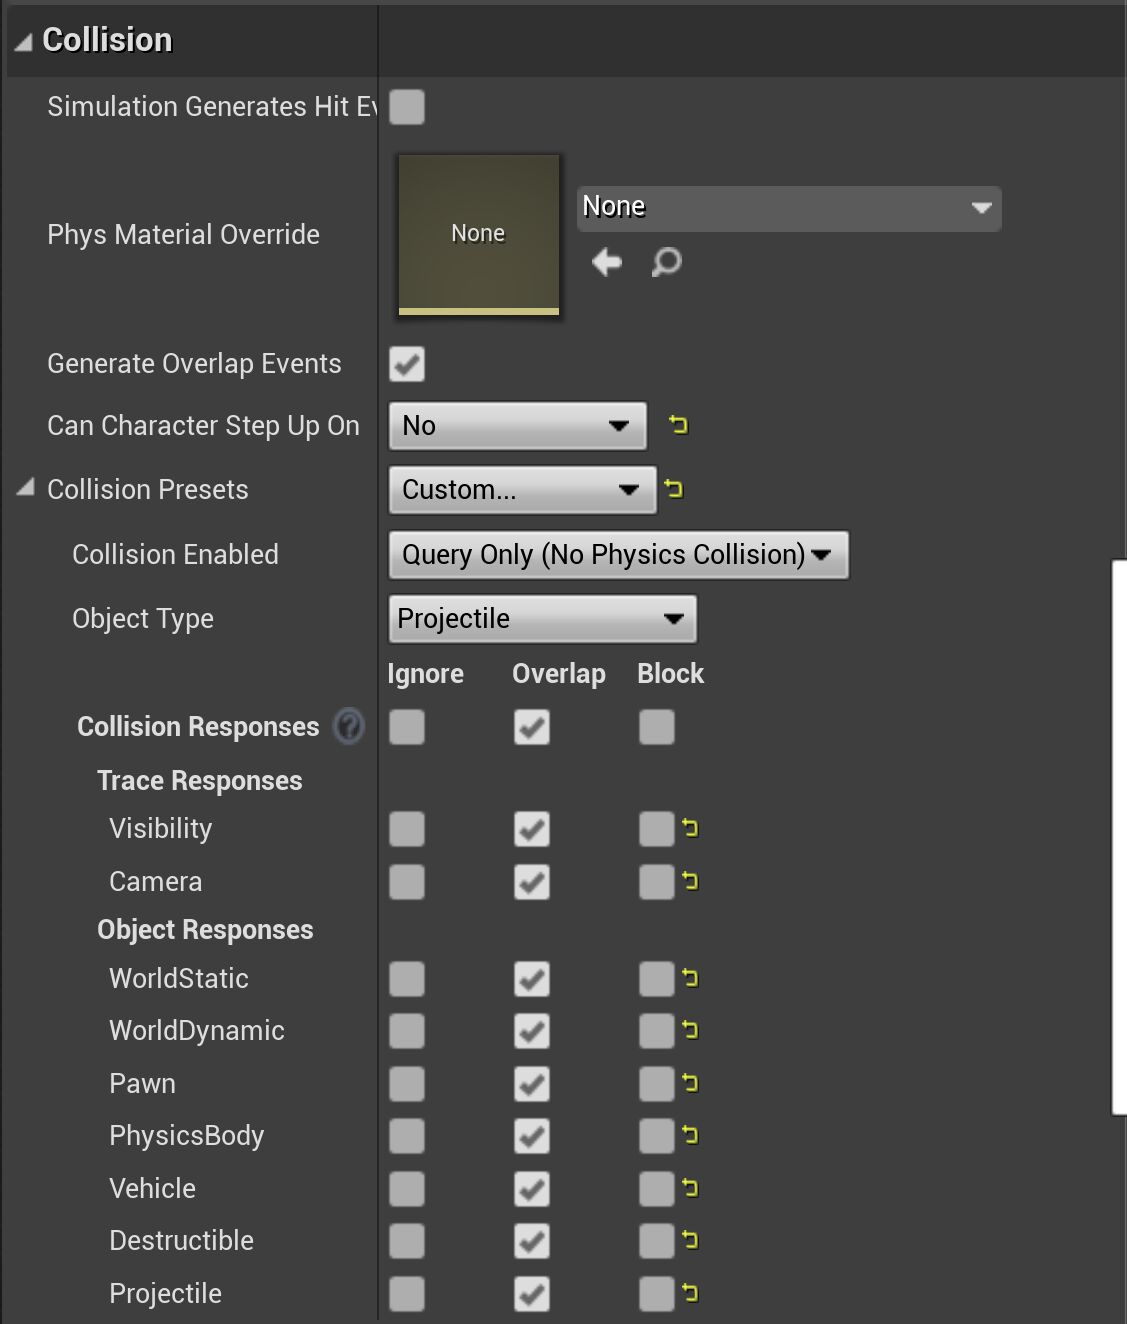 Collision
Simulation Generates Hit Ev
Phys Material Override
None
None
Generate Overlap Events
Can Character Step Up On
No
Collision Presets
Custom...
Collision Enabled
Query Only (No Physics Collision)
Object Type
Projectile
Ignore Overlap Block
Collision Responses ?
Trace Responses
Visibility
Camera
Object Responses
WorldStatic
WorldDynamic
Pawn
PhysicsBody
Vehicle
Destructible
Projectile